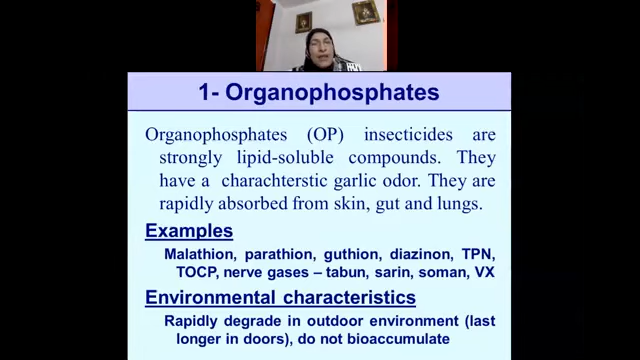 1- Organophosphates
Organophosphates (OP) insecticides are
strongly lipid-soluble compounds. They
have a charachterstic garlic odor. They are
rapidly absorbed from skin, gut and lungs.
Examples
Malathion, parathion, guthion, diazinon, TPN,
TOCP, nerve gases – tabun, sarin, soman, VX
Environmental characteristics
Rapidly degrade in outdoor environment (last
longer in doors), do not bioaccumulate